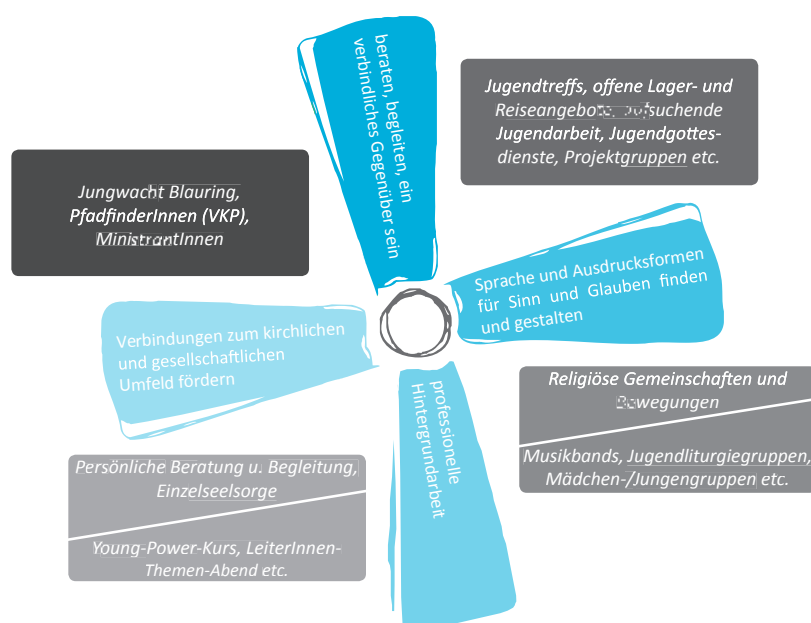 beraten, begleiten, ein
verbindliches Gegenüber sein
Jugendtreffs, offene Lager- und
suchende
Jugendarbeit, Jugendgottes-
dienste, Projektgruppen etc.
Jungwacht Blauring,
PfadfinderInnen (VKP),
MinistrantInnen
Sprache und Ausdrucksformen
für Sinn und Glauben finden
und gestalten
Verbindungen zum kirchlichen
und gesellschaftlichen
Umfeld fördern
professionelle
Hintergrundarbeit
Religiöse Gemeinschaften und
Bewegungen
Musikbands, Jugendliturgiegruppen,
Mädchen-/Jungengruppen etc.
Persönliche Beratung u. Begleitung,
Einzelseelsorge
Young-Power-Kurs, LeiterInnen-
Themen-Abend etc.